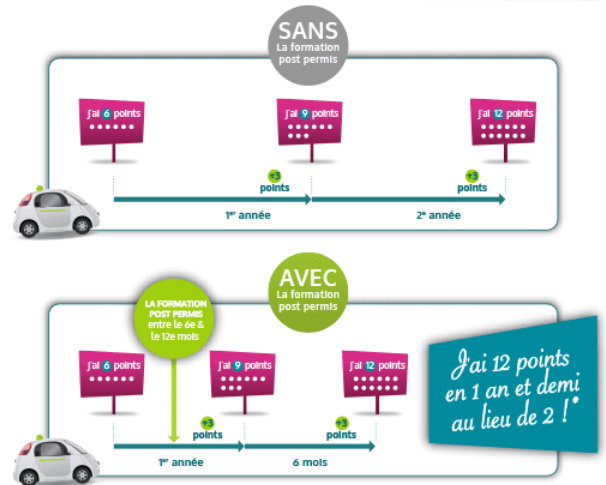 SANS
La formation
post permis
J'ai 6 points
J'ai 9 points
J'ai 12 points
+3
points
+3
points
1er année
2e année
AVEC
La formation
post permis
LA FORMATION
POST PERMIS
entre le 6e &
le 12e mois
J'ai 6 points
J'ai 9 points
J'ai 12 points
+3
points
+3
points
1er année
6 mois
J'ai 12 points
en 1 an et demi
au lieu de 2 !*